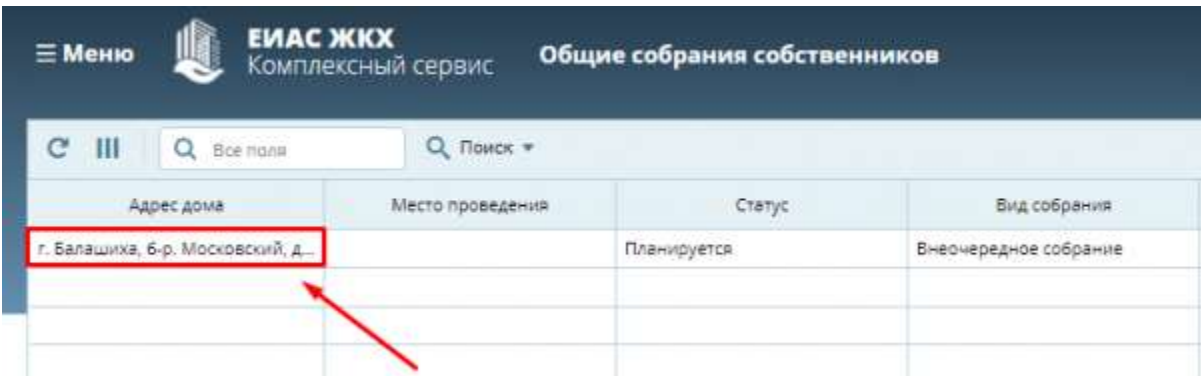 Меню
ЕИАС ЖКХ
Комплексный сервис
Общие собрания собственников
Все поля
Поиск
Адрес дома Место проведения Статус Вид собрания
г. Балашиха, б-р. Московский, д... Планируется Внеочередное собрание